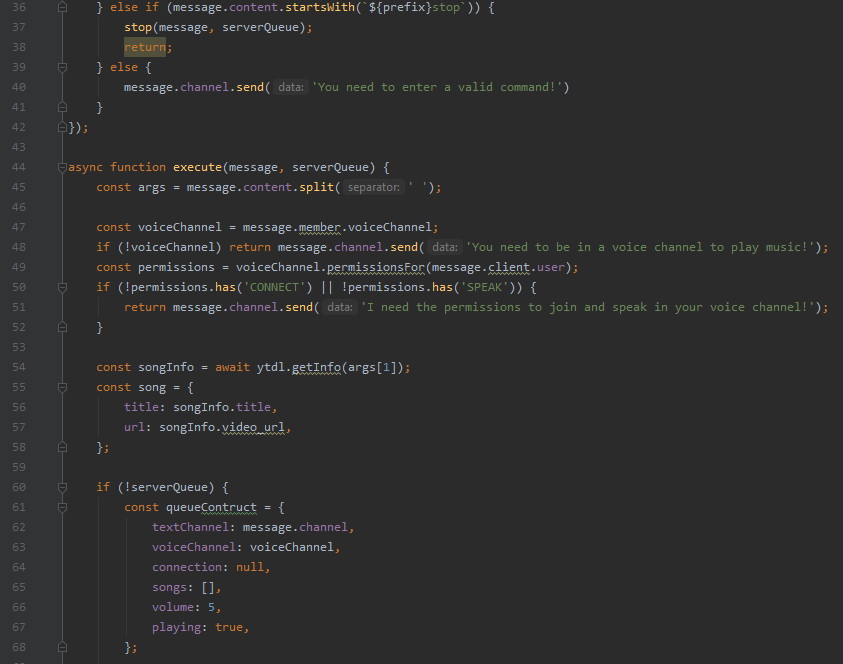 36 } else if (message.content.startsWith(`${prefix}stop`)) {
37 stop(message, serverQueue);
38 return;
39 } else {
40 message.channel.send( data: 'You need to enter a valid command!')
41 }
42 });
43
44 async function execute(message, serverQueue) {
45 const args = message.content.split( separator: ' ');
46
47 const voiceChannel = message.member.voiceChannel;
48 if (!voiceChannel) return message.channel.send( data: 'You need to be in a voice channel to play music!');
49 const permissions = voiceChannel.permissionsFor(message.client.user);
50 if (!permissions.has('CONNECT') || !permissions.has('SPEAK')) {
51 return message.channel.send( data: 'I need the permissions to join and speak in your voice channel!');
52 }
53
54 const songInfo = await ytdl.getInfo(args[1]);
55 const song = {
56 title: songInfo.title,
57 url: songInfo.video_url,
58 };
59
60 if (!serverQueue) {
61 const queueContruct = {
62 textChannel: message.channel,
63 voiceChannel: voiceChannel,
64 connection: null,
65 songs: [],
66 volume: 5,
67 playing: true,
68 };